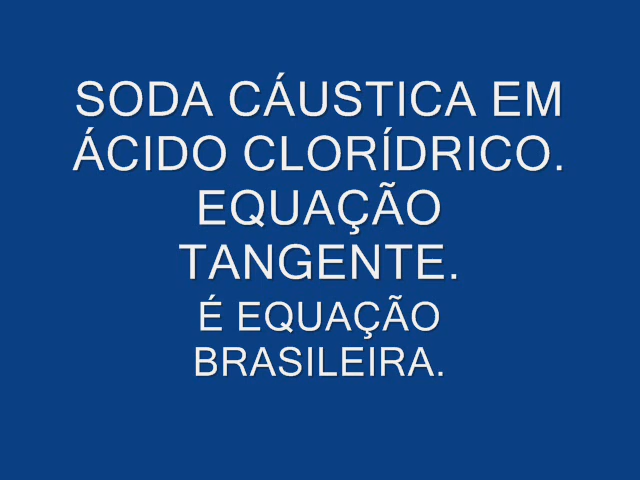 SODA CÁUSTICA EM
ÁCIDO CLORÍDRICO.
EQUAÇÃO
TANGENTE.
É EQUAÇÃO
BRASILEIRA.